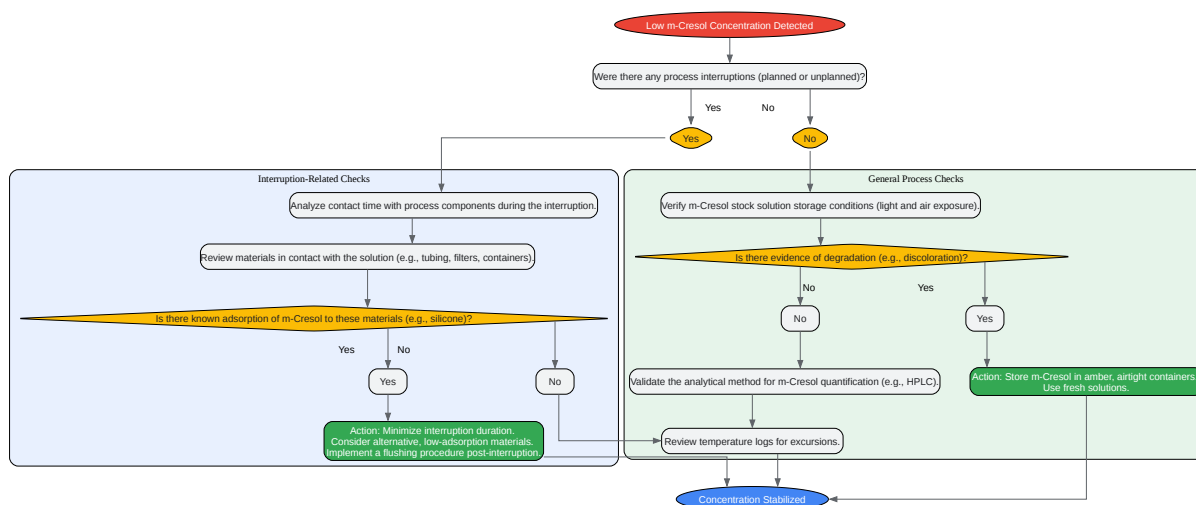 Low m-Cresol Concentration Detected
Were there any process interruptions (planned or unplanned)?
Yes
No
Yes
No
Interruption-Related Checks
General Process Checks
Analyze contact time with process components during the interruption.
Verify m-Cresol stock solution storage conditions (light and air exposure).
Review materials in contact with the solution (e.g., tubing, filters, containers).
Is there evidence of degradation (e.g., discoloration)?
No
Yes
Is there known adsorption of m-Cresol to these materials (e.g., silicone)?
No
Yes
Yes
No
Yes
No
Validate the analytical method for m-Cresol quantification (e.g., HPLC).
Action: Store m-Cresol in amber, airtight containers.
Use fresh solutions.
Action: Minimize interruption duration.
Consider alternative, low-adsorption materials.
Implement a flushing procedure post-interruption.
Review temperature logs for excursions.
Concentration Stabilized